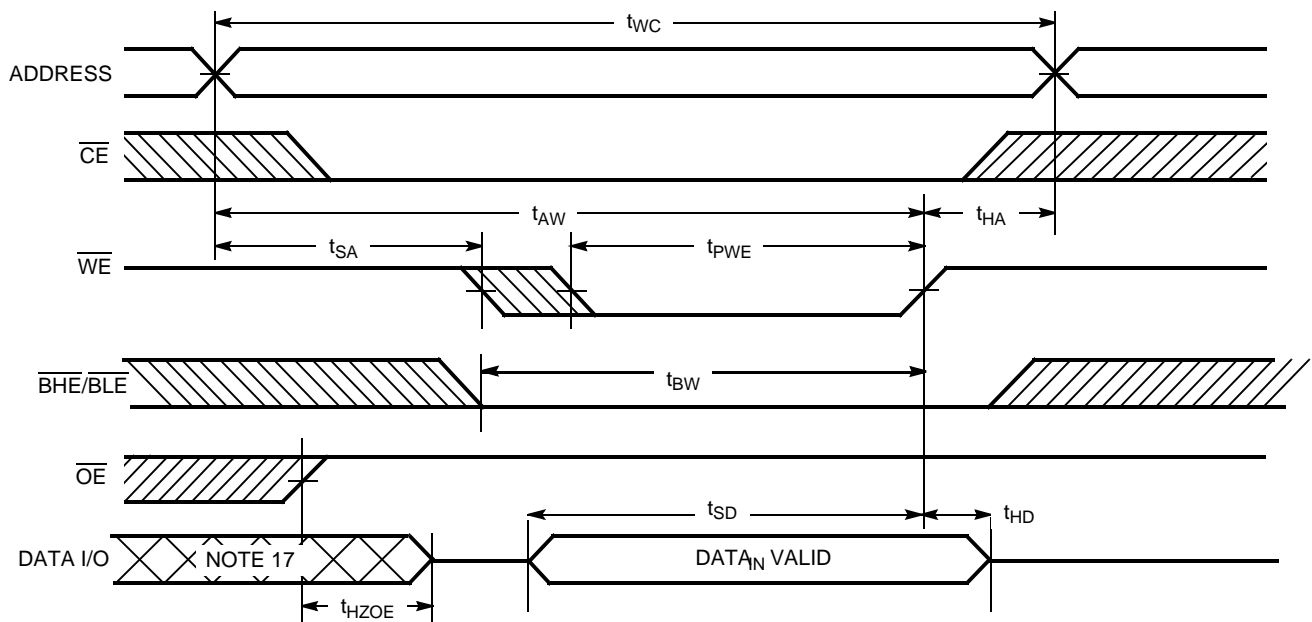 tWC
ADDRESS
CE
tAW
tHA
tSA
tPWE
WE
BHE/BLE
tBW
OE
tSD
tHD
DATA I/O
NOTE 17
DATAIN VALID
tHZOE